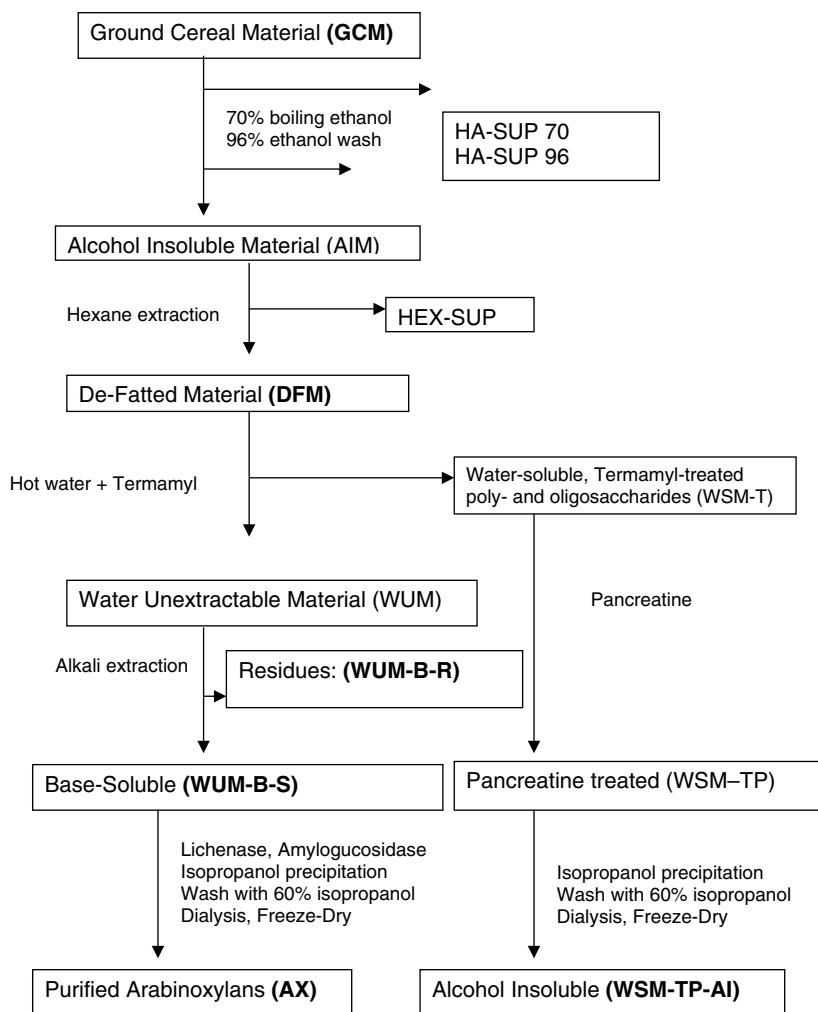 Ground Cereal Material (GCM)
70% boiling ethanol
96% ethanol wash
HA-SUP 70
HA-SUP 96
Alcohol Insoluble Material (AIM)
Hexane extraction
HEX-SUP
De-Fatted Material (DFM)
Hot water + Termamyl
Water-soluble, Termamyl-treated
poly- and oligosaccharides (WSM-T)
Water Unextractable Material (WUM)
Pancreatine
Alkali extraction
Residues: (WUM-B-R)
Base-Soluble (WUM-B-S)
Pancreatine treated (WSM–TP)
Lichenase, Amylogucosidase
Isopropanol precipitation
Wash with 60% isopropanol
Dialysis, Freeze-Dry
Isopropanol precipitation
Wash with 60% isopropanol
Dialysis, Freeze-Dry
Purified Arabinoxylans (AX)
Alcohol Insoluble (WSM-TP-AI)